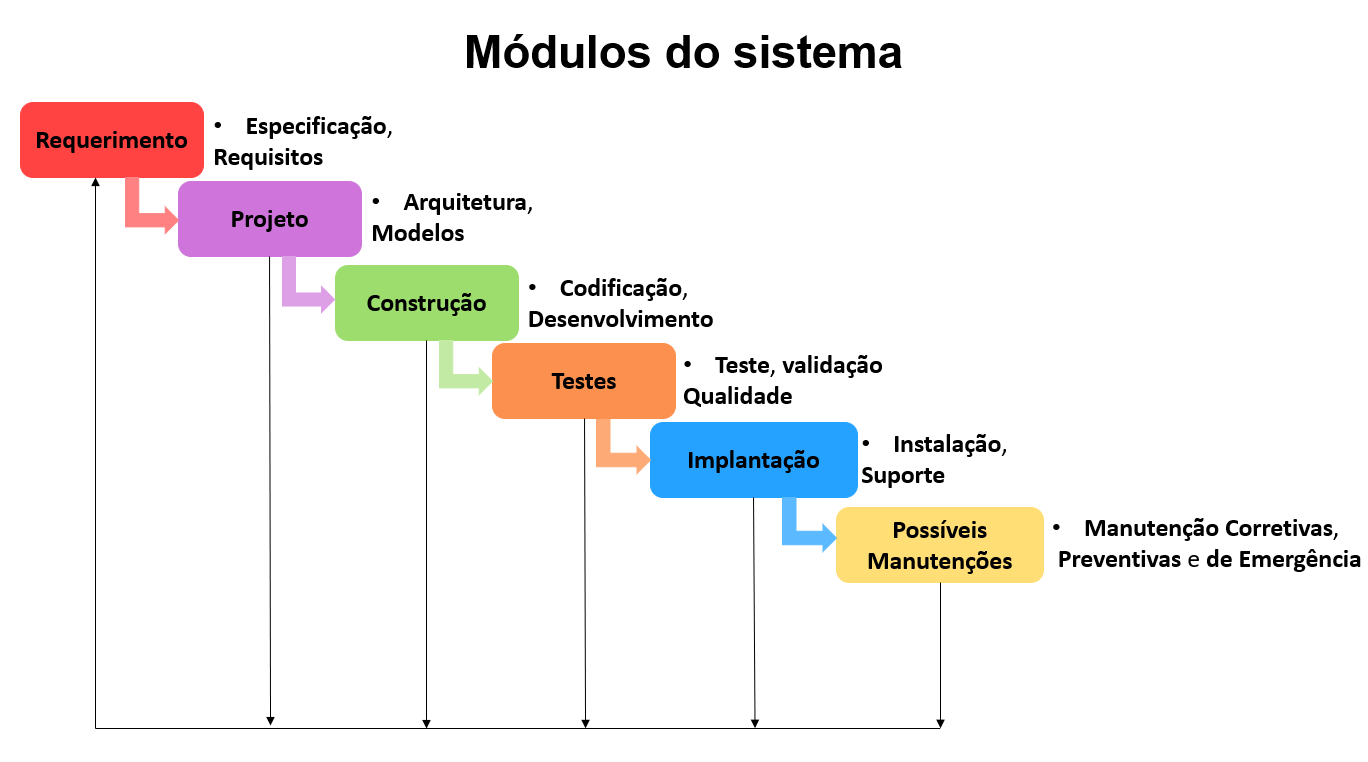 Módulos do sistema
Requerimento
• Especificação,
Requisitos
Projeto
• Arquitetura,
Modelos
Construção
• Codificação,
Desenvolvimento
Testes
• Teste, validação
Qualidade
Implantação
• Instalação,
Suporte
Possíveis
Manutenções
• Manutenção Corretivas,
Preventivas e de Emergência